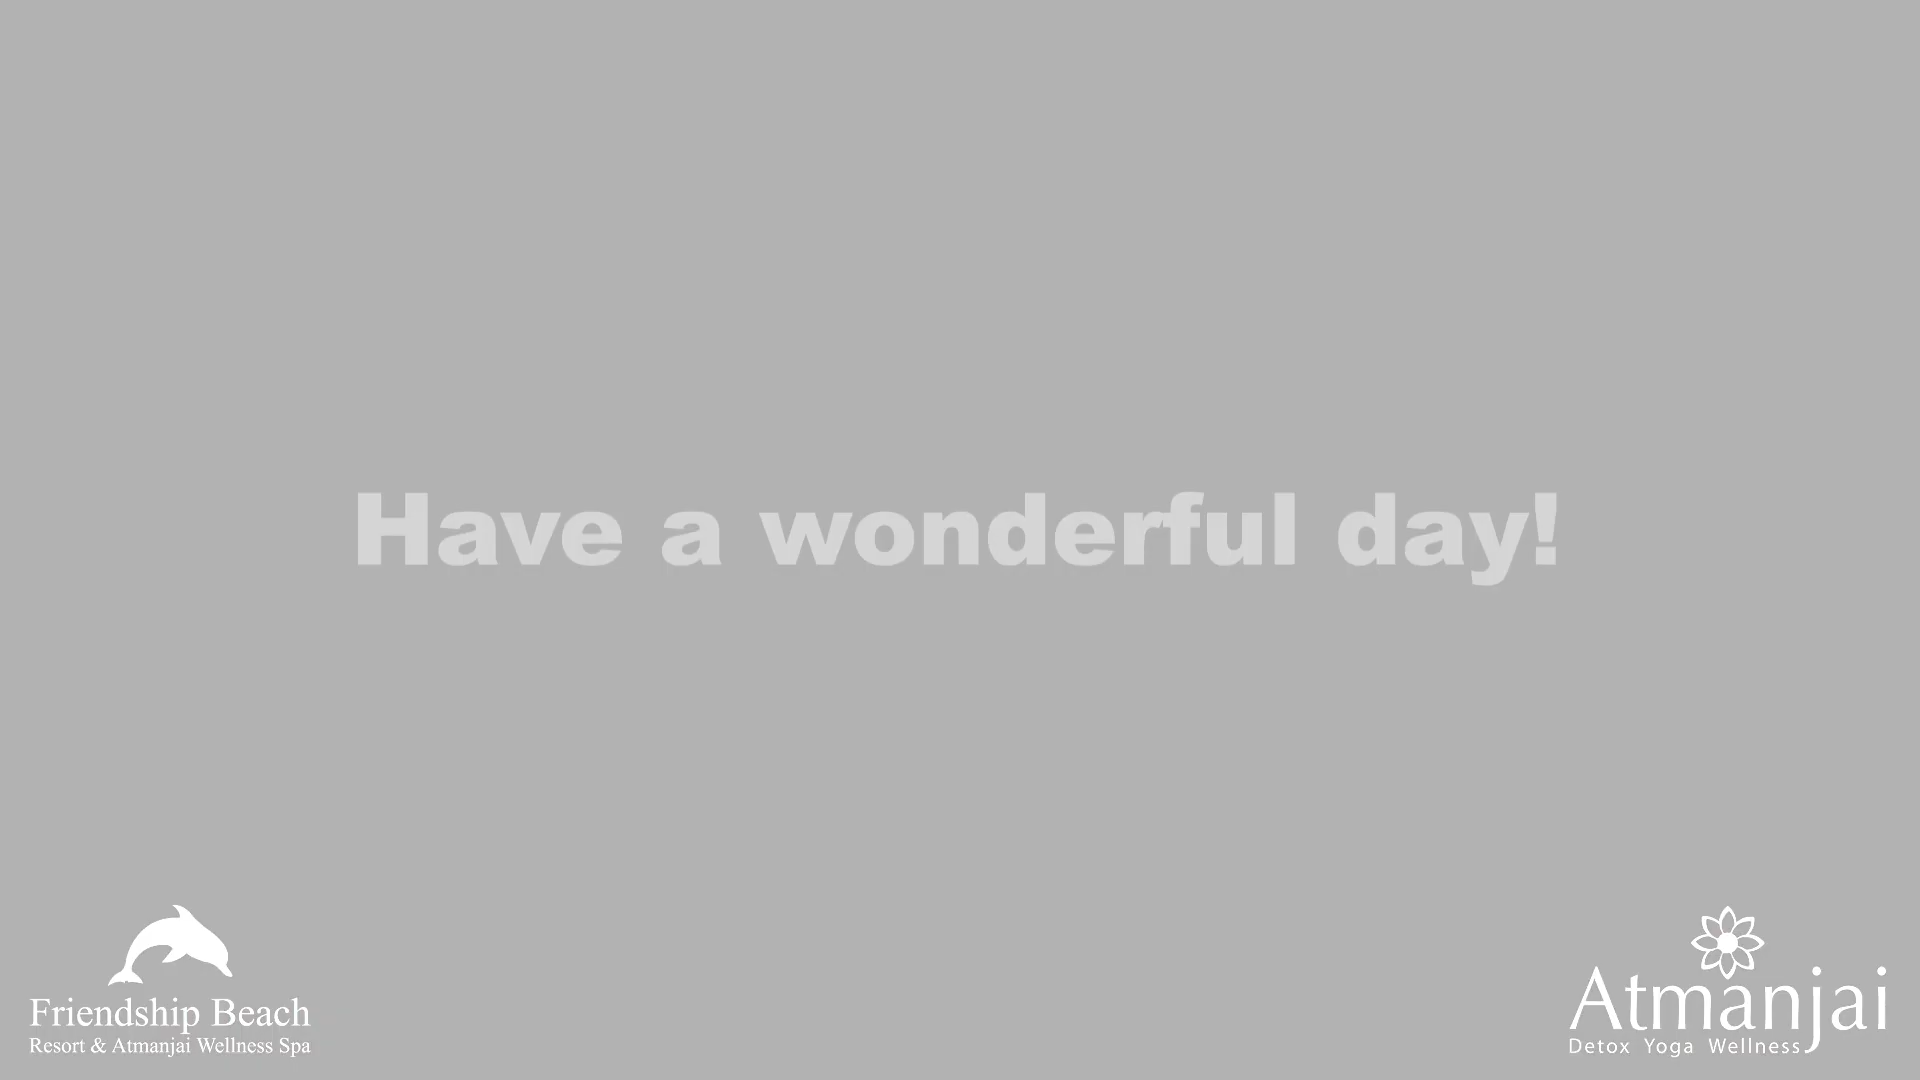 Have a wonderful day!
Friendship Beach
Resort & Atmanjai Wellness Spa
Atmanjai
Detox Yoga Wellness